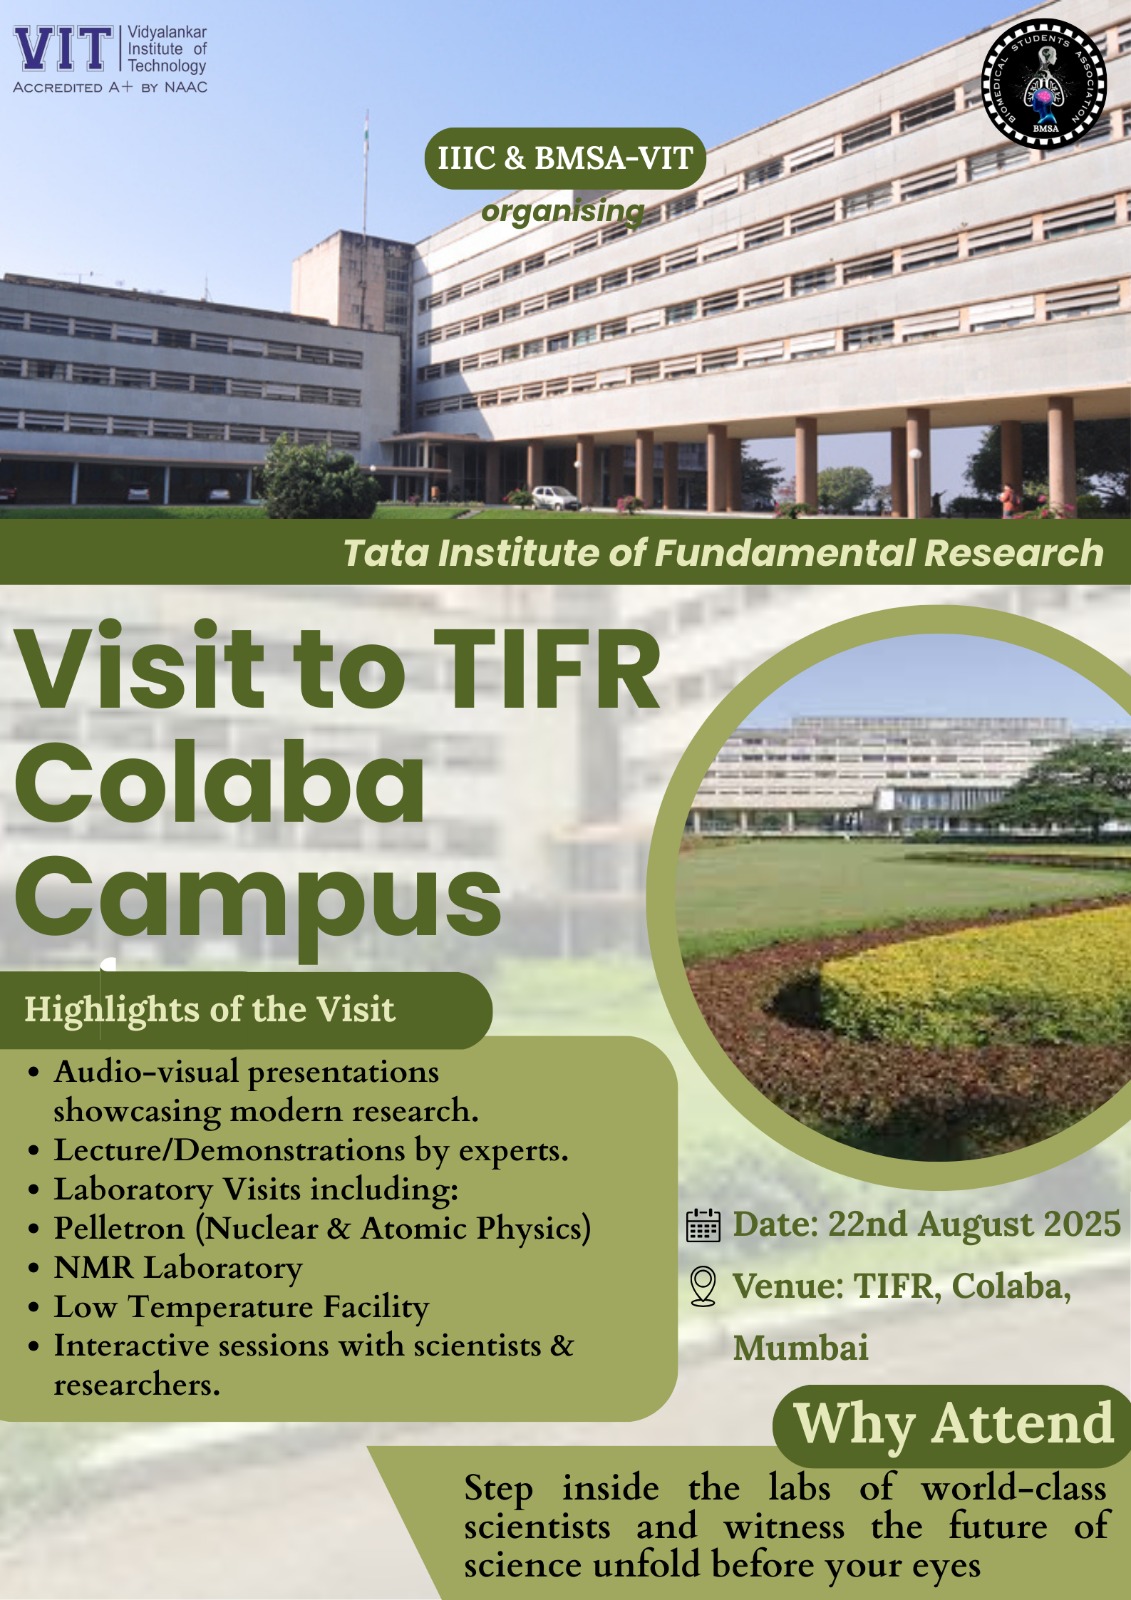 VIT
Vidyalankar
Institute of
Technology
ACCREDITED A+ BY NAAC
BIOMEDICAL STUDENTS ASSOCIATION
BMSA
IIIC & BMSA-VIT
organising
Tata Institute of Fundamental Research
Visit to TIFR
Colaba
Campus
Highlights of the Visit
• Audio-visual presentations
showcasing modern research.
• Lecture/Demonstrations by experts.
• Laboratory Visits including:
• Pelletron (Nuclear & Atomic Physics)
• NMR Laboratory
• Low Temperature Facility
• Interactive sessions with scientists &
researchers.
Date: 22nd August 2025
Venue: TIFR, Colaba,
Mumbai
Why Attend
Step inside the labs of world-class
scientists and witness the future of
science unfold before your eyes